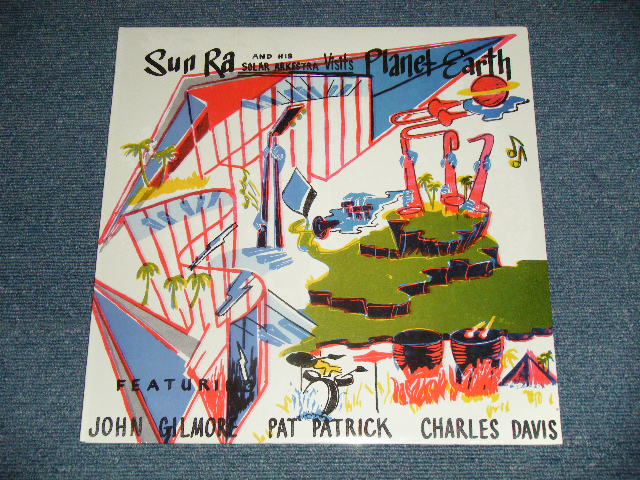 Sun Ra AND HIS SOLAR ARKESTRA Visits Planet Earth
FEATURING
JOHN GILMORE PAT PATRICK CHARLES DAVIS